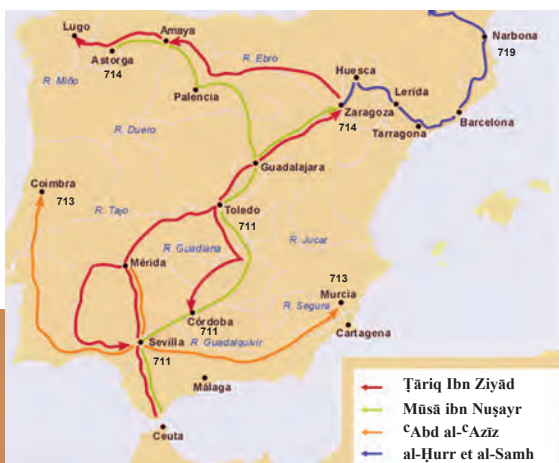 Lugo
Amaya
Astorga
714
R. Miño
R. Ebro
Palencia
R. Duero
Narbona
719
Huesca
Lerída
Zaragoza
714
Tarragona
Barcelona
Guadalajara
Coimbra
713
R. Tajo
Toledo
711
R. Guadiana
R. Jucar
Mérida
Córdoba
711
R. Segura
713
Murcia
Cartagena
Sevilla
711
R. Guadalquivir
Málaga
Ceuta
Ṭāriq Ibn Ziyād
Mūsā ibn Nuṣayr
ᶜAbd al-ᶜAzīz
al-Ḥurr et al-Samh